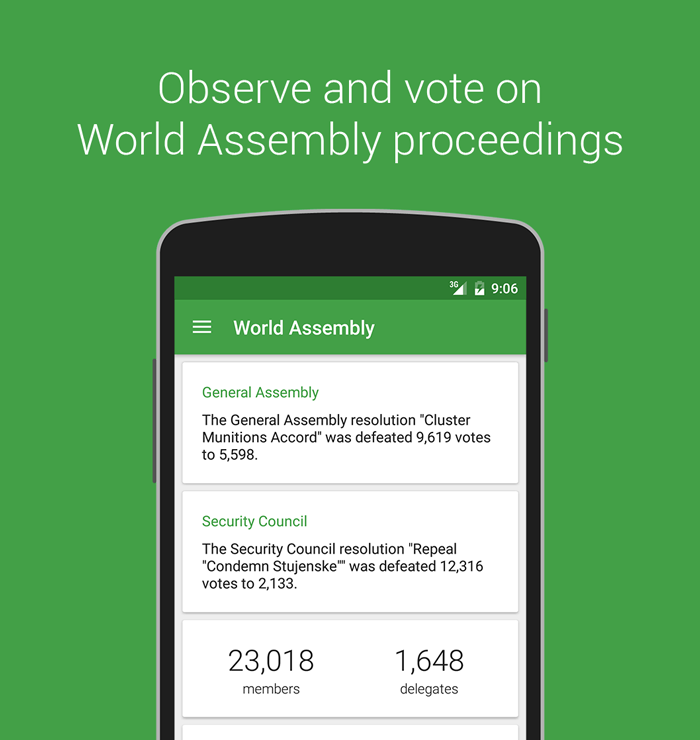 Observe and vote on
World Assembly proceedings
3G 9:06
World Assembly
General Assembly
The General Assembly resolution "Cluster
Munitions Accord" was defeated 9,619 votes
to 5,598.
Security Council
The Security Council resolution "Repeal
"Condemn Stujenske"" was defeated 12,316
votes to 2,133.
23,018 1,648
members delegates